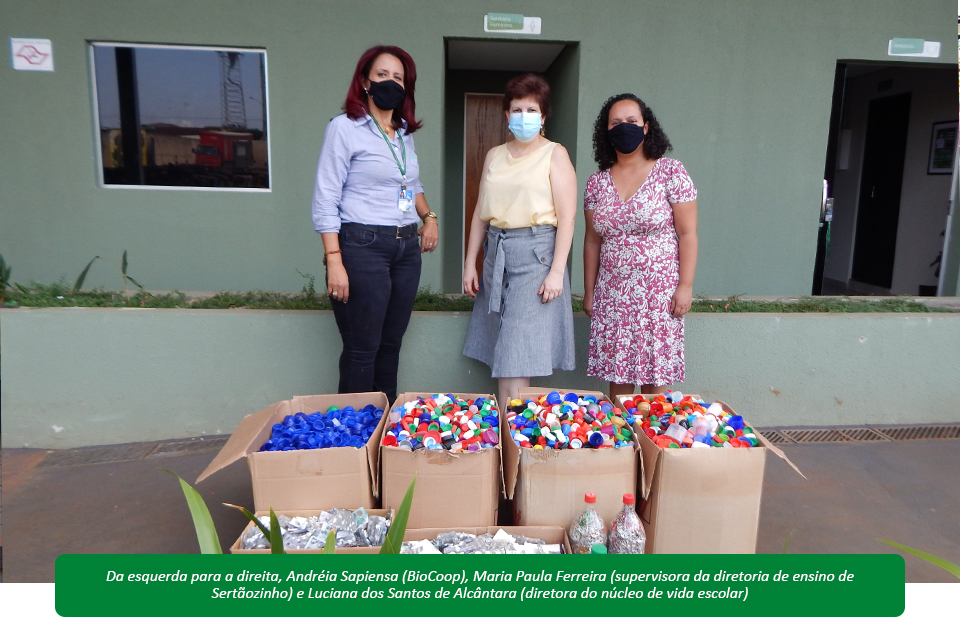 Da esquerda para a direita, Andréia Sapiensa (BioCoop), Maria Paula Ferreira (supervisora da diretoria de ensino de
Sertãozinho) e Luciana dos Santos de Alcântara (diretora do núcleo de vida escolar)